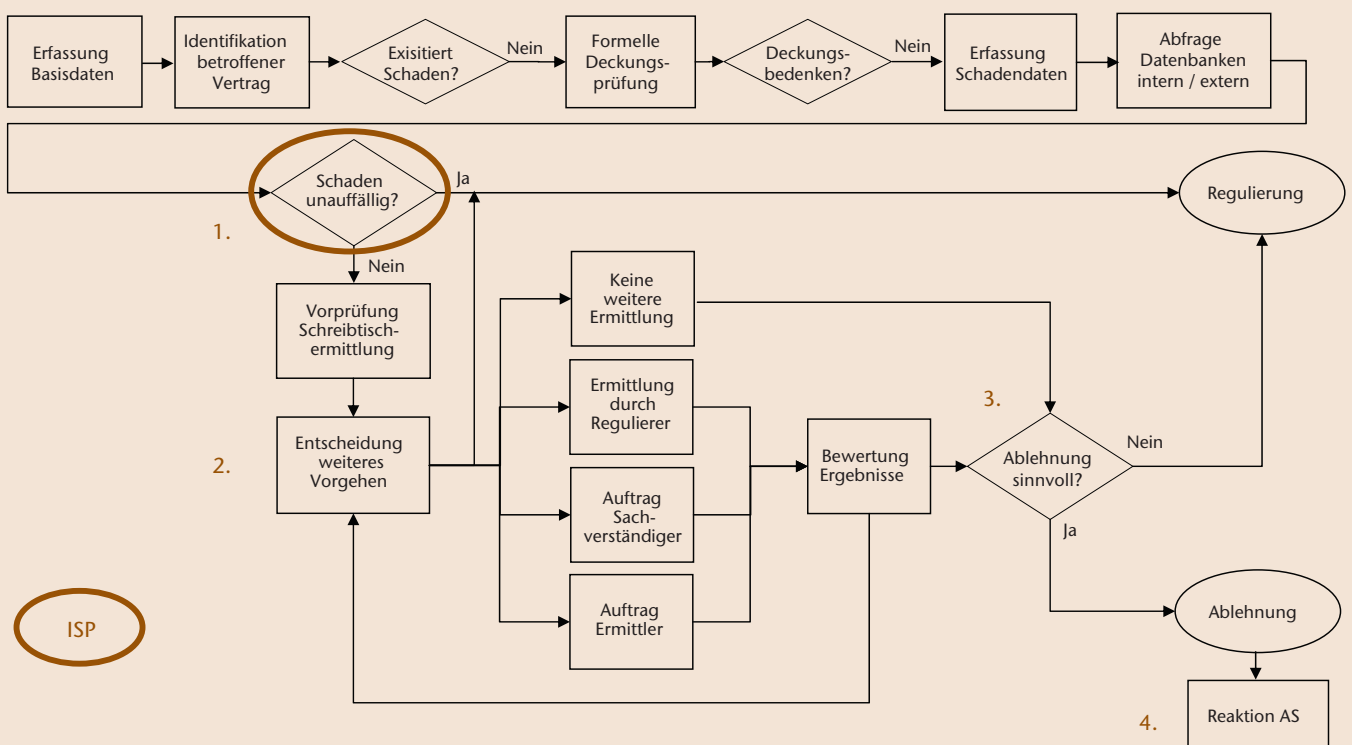 Erfassung
Basisdaten
Identifikation
betroffener
Vertrag
Exisitiert
Schaden?
Nein
Formelle
Deckungs-
prüfung
Deckungs-
bedenken?
Nein
Erfassung
Schadendaten
Abfrage
Datenbanken
intern / extern
Schaden
unauffällig?
Ja
Regulierung
1.
Nein
Vorprüfung
Schreibtisch-
ermittlung
Keine
weitere
Ermittlung
2.
Entscheidung
weiteres
Vorgehen
Ermittlung
durch
Regulierer
Auftrag
Sach-
verständiger
Auftrag
Ermittler
Bewertung
Ergebnisse
3.
Ablehnung
sinnvoll?
Nein
Ja
ISP
Ablehnung
4.
Reaktion AS